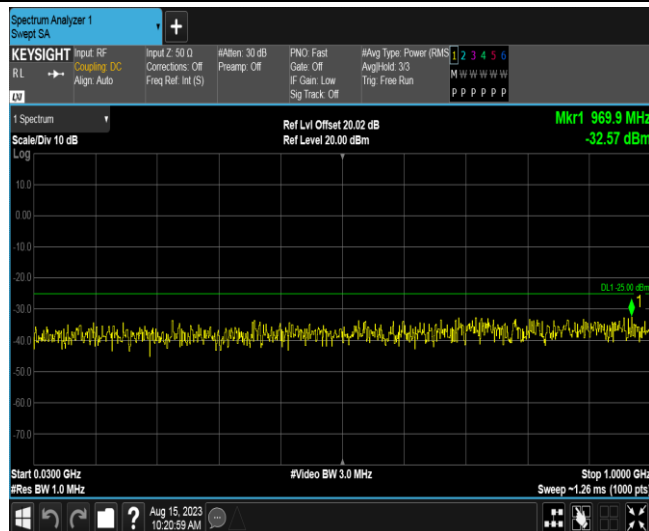 Spectrum Analyzer 1
Swept SA
KEYSIGHT
RL
LXI
Input: RF
Coupling: DC
Align: Auto
Input Z: 50 Ω
Corrections: Off
Freq Ref: Int (S)
#Atten: 30 dB
Preamp: Off
PNO: Fast
Gate: Off
IF Gain: Low
Sig Track: Off
#Avg Type: Power (RMS
Avg|Hold: 3/3
Trig: Free Run
1 2 3 4 5 6
M W W W W W
P P P P P P
1 Spectrum
Scale/Div 10 dB
Ref Lvl Offset 20.02 dB
Ref Level 20.00 dBm
Mkr1 969.9 MHz
-32.57 dBm
Log
10.0
0.00
-10.0
-20.0
DL1 -25.00 dBm
1
-30.0
-40.0
-50.0
-60.0
-70.0
Start 0.0300 GHz
#Res BW 1.0 MHz
#Video BW 3.0 MHz
Stop 1.0000 GHz
Sweep ~1.26 ms (1000 pts)
?
Aug 15, 2023
10:20:59 AM